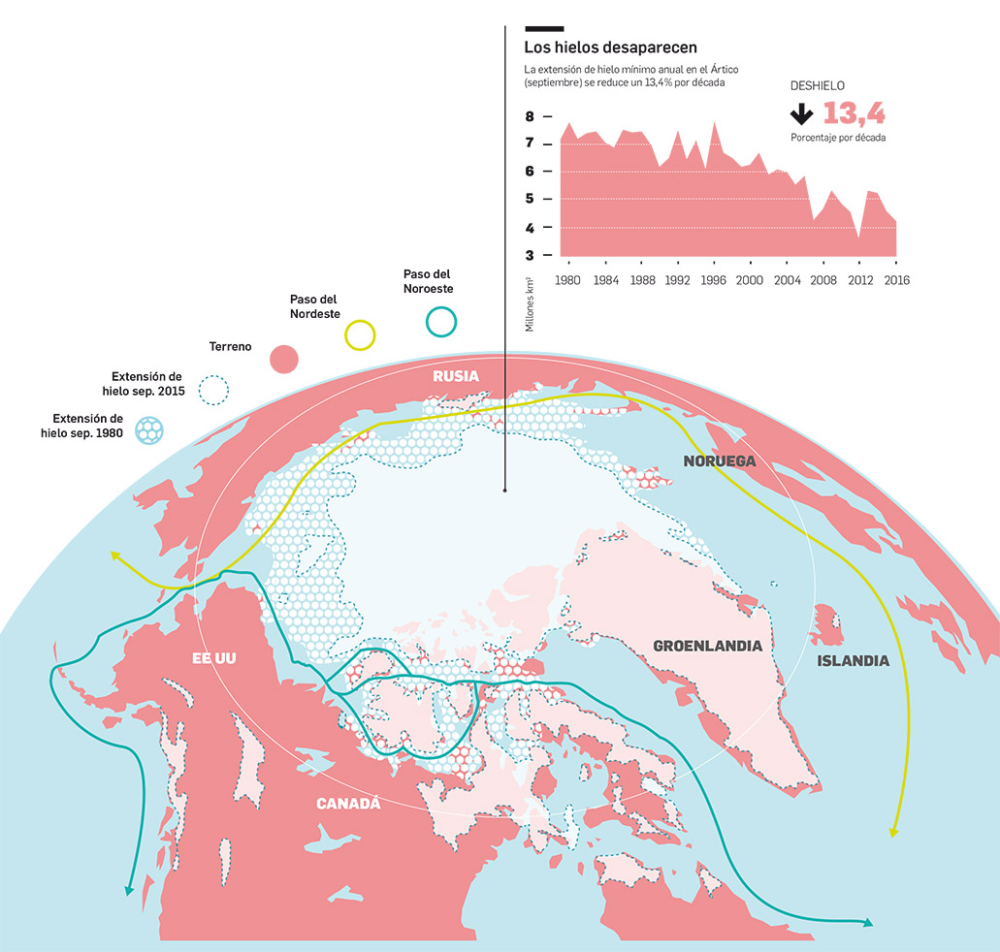 Los hielos desaparecen
La extensión de hielo mínimo anual en el Ártico
(septiembre) se reduce un 13,4% por década
DESHIELO
13,4
Porcentaje por década
8
7
6
5
4
3
Millones km²
1980 1984 1988 1992 1996 2000 2004 2008 2012 2016
Paso del
Noroeste
Paso del
Nordeste
Terreno
Extensión de
hielo sep. 2015
Extensión de
hielo sep. 1980
RUSIA
NORUEGA
GROENLANDIA
ISLANDIA
EE UU
CANADÁ